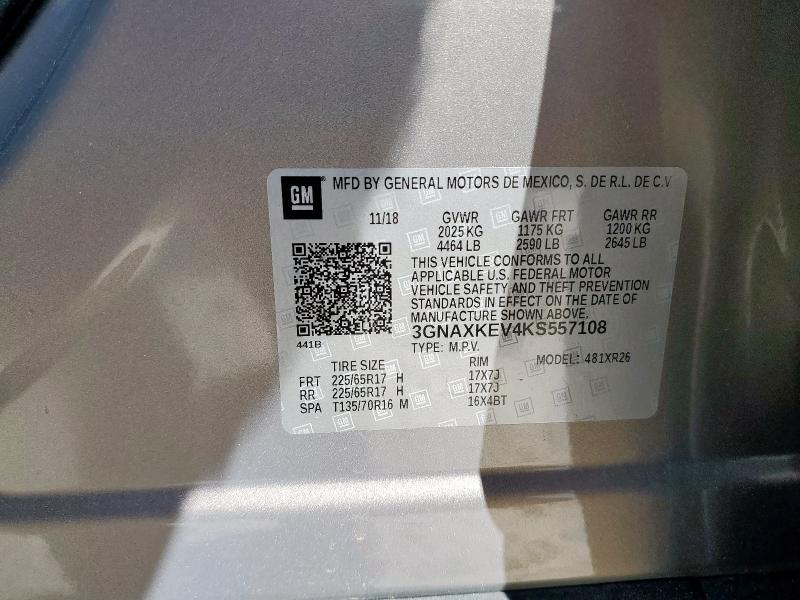 GM
MFD BY GENERAL MOTORS DE MEXICO, S. DE R.L. DE C.V
11/18 GVWR GAWR FRT GAWR RR
2025 KG 1175 KG 1200 KG
4464 LB 2590 LB 2645 LB
THIS VEHICLE CONFORMS TO ALL
APPLICABLE U.S. FEDERAL MOTOR
VEHICLE SAFETY AND THEFT PREVENTION
STANDARDS IN EFFECT ON THE DATE OF
MANUFACTURE SHOWN ABOVE.
3GNAXKEV4KS557108
441B
TYPE: M.P.V. MODEL: 481XR26
TIRE SIZE RIM
FRT 225/65R17 H 17X7J
RR 225/65R17 H 17X7J
SPA T135/70R16 M 16X4BT